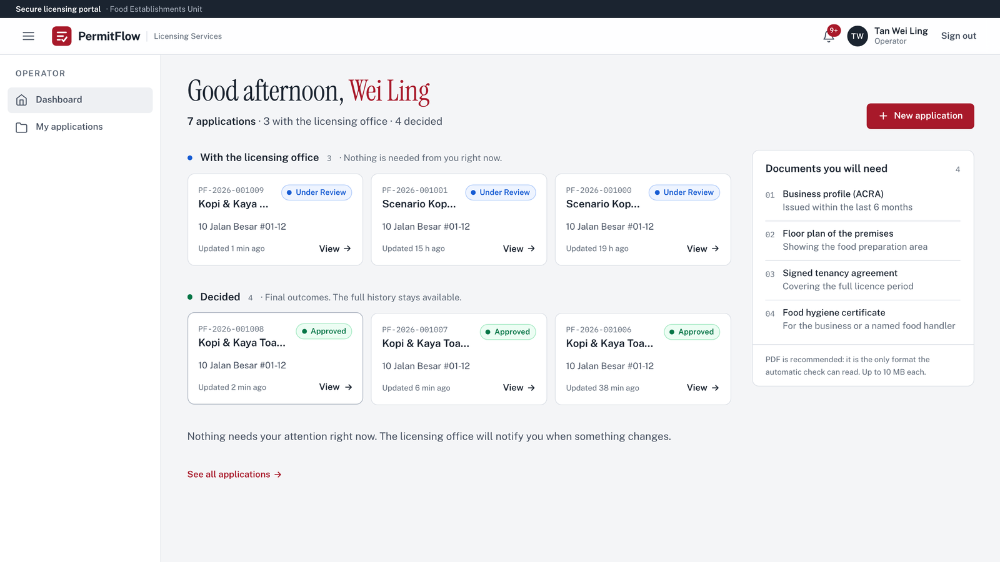 Secure licensing portal · Food Establishments Unit
PermitFlow Licensing Services
9+
TW
Tan Wei Ling
Operator
Sign out
OPERATOR
Dashboard
My applications
Good afternoon, Wei Ling
7 applications · 3 with the licensing office · 4 decided
+ New application
With the licensing office 3 · Nothing is needed from you right now.
PF-2026-001009 Under Review
Kopi & Kaya ...
10 Jalan Besar #01-12
Updated 1 min ago View →
PF-2026-001001 Under Review
Scenario Kop...
10 Jalan Besar #01-12
Updated 15 h ago View →
PF-2026-001000 Under Review
Scenario Kop...
10 Jalan Besar #01-12
Updated 19 h ago View →
Decided 4 · Final outcomes. The full history stays available.
PF-2026-001008 Approved
Kopi & Kaya Toa...
10 Jalan Besar #01-12
Updated 2 min ago View →
PF-2026-001007 Approved
Kopi & Kaya Toa...
10 Jalan Besar #01-12
Updated 6 min ago View →
PF-2026-001006 Approved
Kopi & Kaya Toa...
10 Jalan Besar #01-12
Updated 38 min ago View →
Nothing needs your attention right now. The licensing office will notify you when something changes.
See all applications →
Documents you will need 4
01 Business profile (ACRA)
Issued within the last 6 months
02 Floor plan of the premises
Showing the food preparation area
03 Signed tenancy agreement
Covering the full licence period
04 Food hygiene certificate
For the business or a named food handler
PDF is recommended: it is the only format the
automatic check can read. Up to 10 MB each.